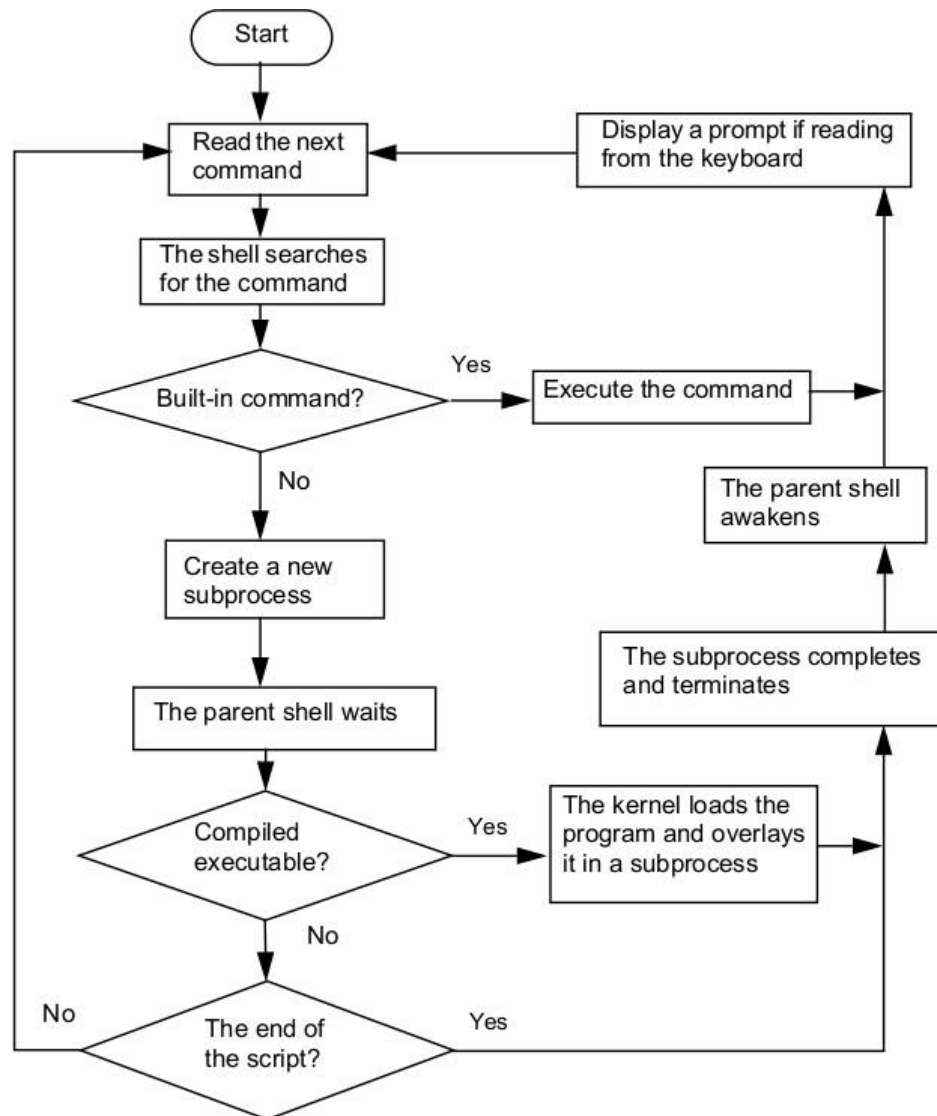 Start
Read the next
command
Display a prompt if reading
from the keyboard
The shell searches
for the command
Built-in command?
Yes
Execute the command
No
The parent shell
awakens
Create a new
subprocess
The subprocess completes
and terminates
The parent shell waits
Compiled
executable?
Yes
The kernel loads the
program and overlays
it in a subprocess
No
No
The end of
the script?
Yes